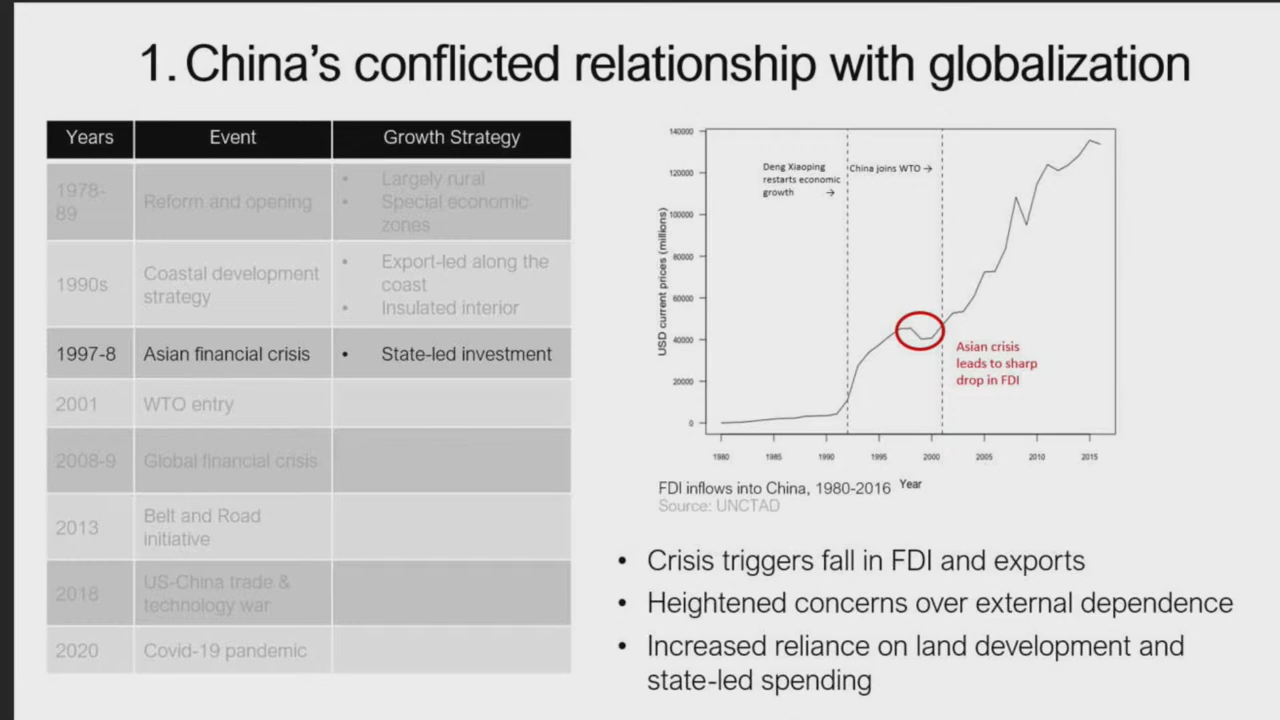 1. China's conflicted relationship with globalization
Years Event Growth Strategy
1978-
89
Reform and opening
• Largely rural
• Special economic
zones
1990s
Coastal development
strategy
• Export-led along the
coast
• Insulated interior
1997-8 Asian financial crisis • State-led investment
2001 WTO entry
2008-9 Global financial crisis
2013
Belt and Road
initiative
2018
US-China trade &
technology war
2020 Covid-19 pandemic
USD current prices (millions)
140000
120000
100000
80000
60000
40000
20000
0
Deng Xiaoping
restarts economic
growth →
China joins WTO →
Asian crisis
leads to sharp
drop in FDI
1980 1985 1990 1995 2000 2005 2010 2015
Year
FDI inflows into China, 1980-2016
Source: UNCTAD
• Crisis triggers fall in FDI and exports
• Heightened concerns over external dependence
• Increased reliance on land development and
state-led spending